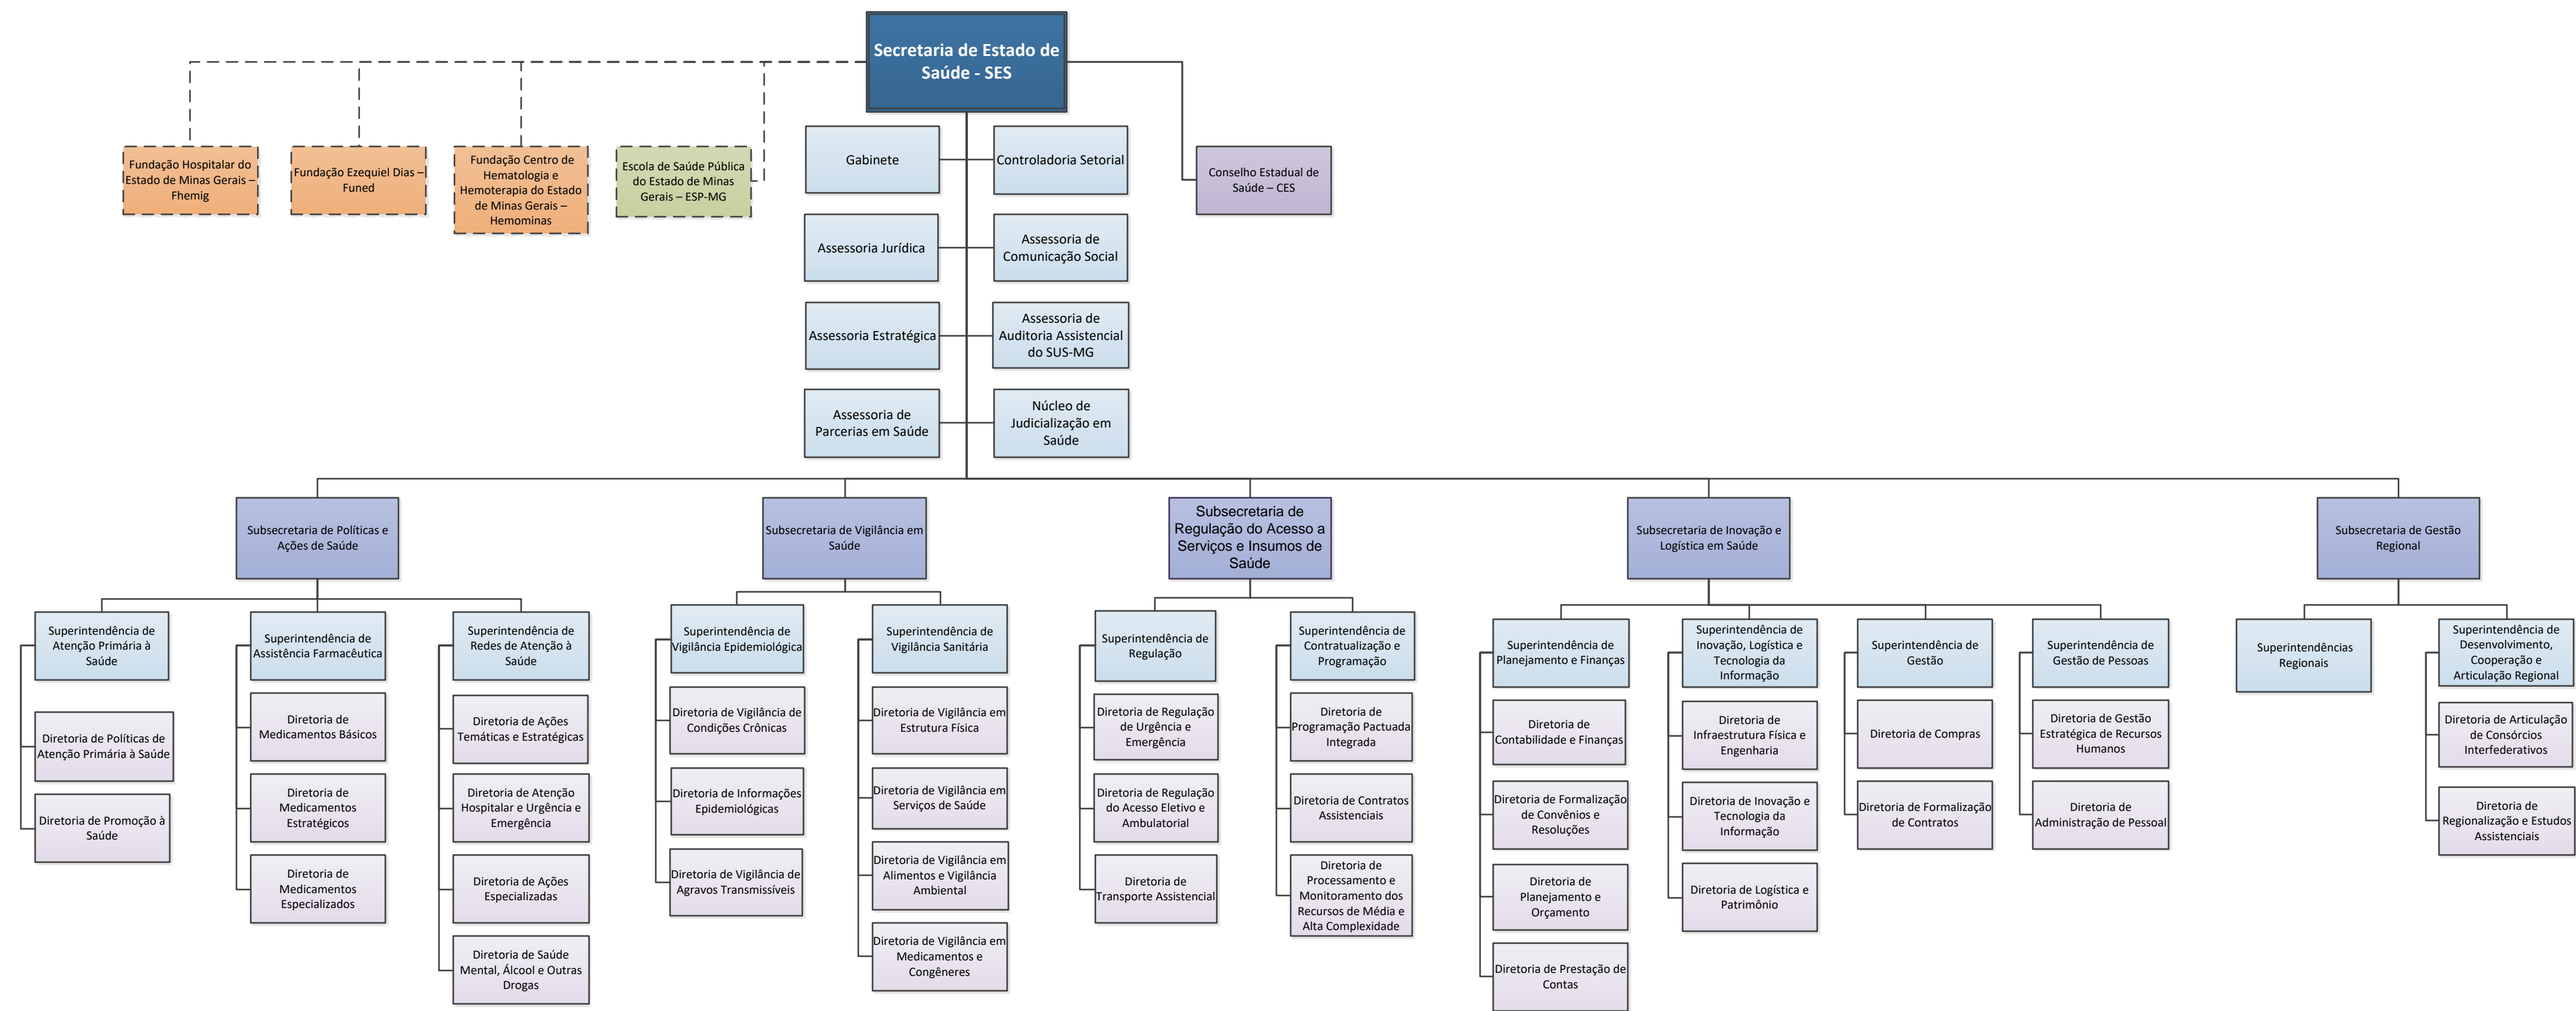 Secretaria de Estado de
Saúde - SES
Fundação Hospitalar do
Estado de Minas Gerais –
Fhemig
Fundação Ezequiel Dias –
Funed
Fundação Centro de
Hematologia e
Hemoterapia do Estado
de Minas Gerais –
Hemominas
Escola de Saúde Pública
do Estado de Minas
Gerais – ESP-MG
Gabinete
Controladoria Setorial
Conselho Estadual de
Saúde – CES
Assessoria Jurídica
Assessoria de
Comunicação Social
Assessoria Estratégica
Assessoria de
Auditoria Assistencial
do SUS-MG
Assessoria de
Parcerias em Saúde
Núcleo de
Judicialização em
Saúde
Subsecretaria de Políticas e
Ações de Saúde
Subsecretaria de Vigilância em
Saúde
Subsecretaria de
Regulação do Acesso a
Serviços e Insumos de
Saúde
Subsecretaria de Inovação e
Logística em Saúde
Subsecretaria de Gestão
Regional
Superintendência de
Atenção Primária à
Saúde
Diretoria de Políticas de
Atenção Primária à Saúde
Diretoria de Promoção à
Saúde
Superintendência de
Assistência Farmacêutica
Diretoria de
Medicamentos Básicos
Diretoria de
Medicamentos
Estratégicos
Diretoria de
Medicamentos
Especializados
Superintendência de
Redes de Atenção à
Saúde
Diretoria de Ações
Temáticas e Estratégicas
Diretoria de Atenção
Hospitalar e Urgência e
Emergência
Diretoria de Ações
Especializadas
Diretoria de Saúde
Mental, Álcool e Outras
Drogas
Superintendência de
Vigilância Epidemiológica
Diretoria de Vigilância de
Condições Crônicas
Diretoria de Informações
Epidemiológicas
Diretoria de Vigilância de
Agravos Transmissíveis
Superintendência de
Vigilância Sanitária
Diretoria de Vigilância em
Estrutura Física
Diretoria de Vigilância em
Serviços de Saúde
Diretoria de Vigilância em
Alimentos e Vigilância
Ambiental
Diretoria de Vigilância em
Medicamentos e
Congêneres
Superintendência de
Regulação
Diretoria de Regulação
de Urgência e
Emergência
Diretoria de Regulação
do Acesso Eletivo e
Ambulatorial
Diretoria de
Transporte Assistencial
Superintendência de
Contratualização e
Programação
Diretoria de
Programação Pactuada
Integrada
Diretoria de Contratos
Assistenciais
Diretoria de
Processamento e
Monitoramento dos
Recursos de Média e
Alta Complexidade
Superintendência de
Planejamento e Finanças
Diretoria de
Contabilidade e Finanças
Diretoria de Formalização
de Convênios e
Resoluções
Diretoria de
Planejamento e
Orçamento
Diretoria de Prestação de
Contas
Superintendência de
Inovação, Logística e
Tecnologia da
Informação
Diretoria de
Infraestrutura Física e
Engenharia
Diretoria de Inovação e
Tecnologia da
Informação
Diretoria de Logística e
Patrimônio
Superintendência de
Gestão
Diretoria de Compras
Diretoria de Formalização
de Contratos
Superintendência de
Gestão de Pessoas
Diretoria de Gestão
Estratégica de Recursos
Humanos
Diretoria de
Administração de Pessoal
Superintendências
Regionais
Superintendência de
Desenvolvimento,
Cooperação e
Articulação Regional
Diretoria de Articulação
de Consórcios
Interfederativos
Diretoria de
Regionalização e Estudos
Assistenciais